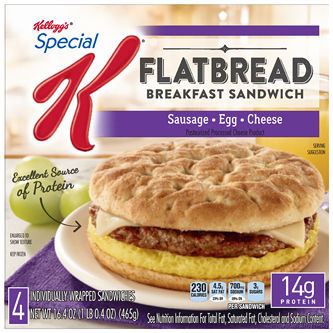 Kellogg's
Special
K
FLATBREAD
BREAKFAST SANDWICH
Sausage • Egg • Cheese
Pasteurized Processed Cheese Product
SERVING
SUGGESTION
Excellent Source
of Protein
ENLARGED TO
SHOW TEXTURE
KEEP FROZEN
230
CALORIES
4.5g
SAT FAT
23% DV
700mg
SODIUM
3g
SUGARS
PER SANDWICH
14g
PROTEIN
4
INDIVIDUALLY WRAPPED SANDWICHES
NET WT 16.4 OZ (1 LB 0.4 OZ) (465g)
See Nutrition Information For Total Fat, Saturated Fat, Cholesterol and Sodium Content